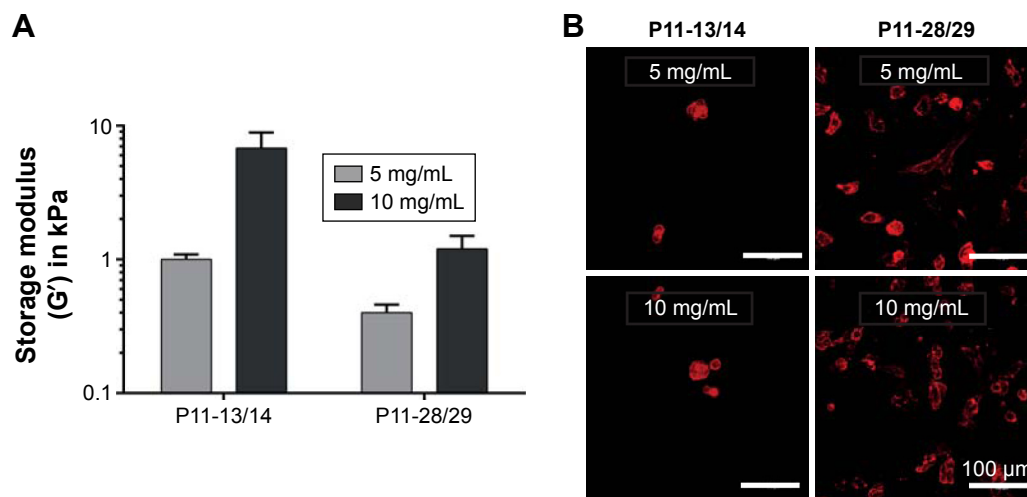 A
Storage modulus
(G′) in kPa
10
1
0.1
5 mg/mL
10 mg/mL
P11-13/14
P11-28/29
B
P11-13/14
P11-28/29
5 mg/mL
5 mg/mL
10 mg/mL
10 mg/mL
100 µm